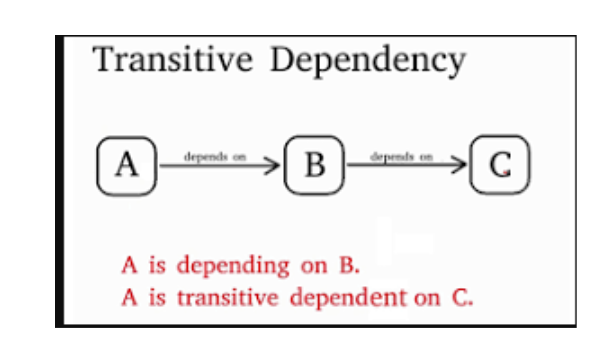 Transitive Dependency
A depends on B depends on C
A is depending on B.
A is transitive dependent on C.